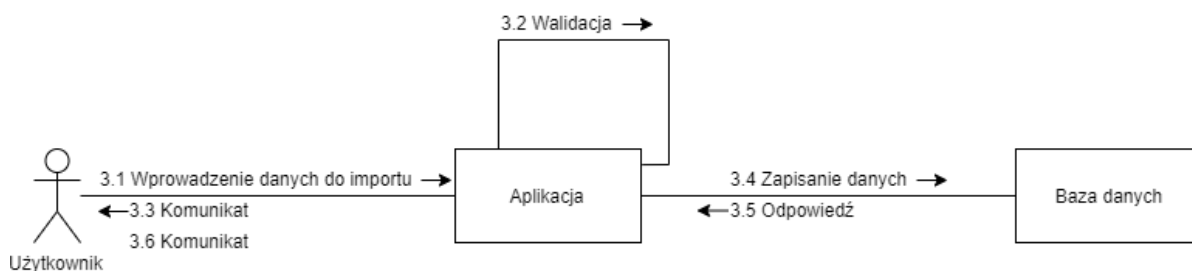 3.2 Walidacja
3.1 Wprowadzenie danych do importu
Aplikacja
3.4 Zapisanie danych
Baza danych
3.3 Komunikat
3.5 Odpowiedź
3.6 Komunikat
Użytkownik